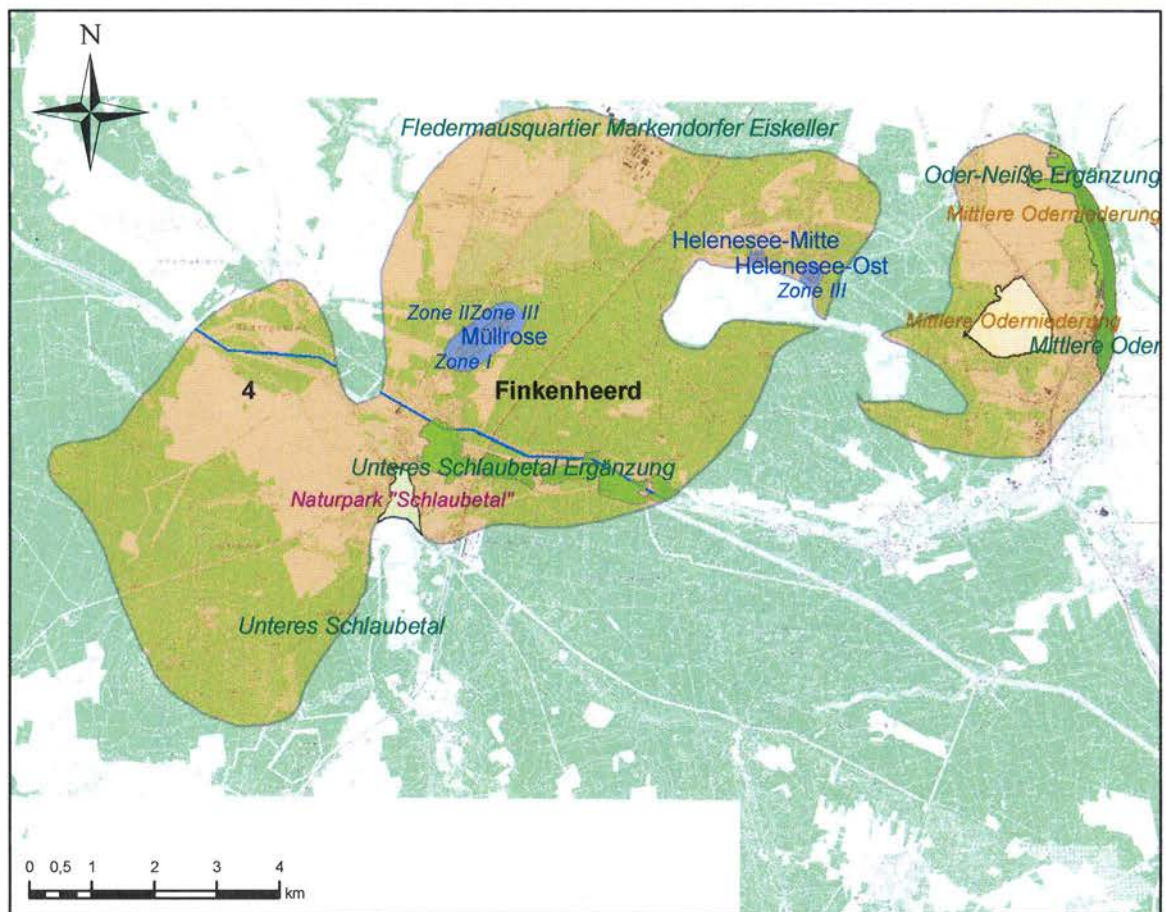 N
Fledermausquartier Markendorfer Eiskeller
Oder-Neiße Ergänzung
Mittlere Oderniederung
Helenesee-Mitte
Helenesee-Ost
Zone III
Zone II Zone III
Müllrose
Zone I
Mittlere Oderniederung
Mittlere Oder
4
Finkenheerd
Unteres Schlaubetal Ergänzung
Naturpark "Schlaubetal"
Unteres Schlaubetal
0 0,5 1 2 3 4
km